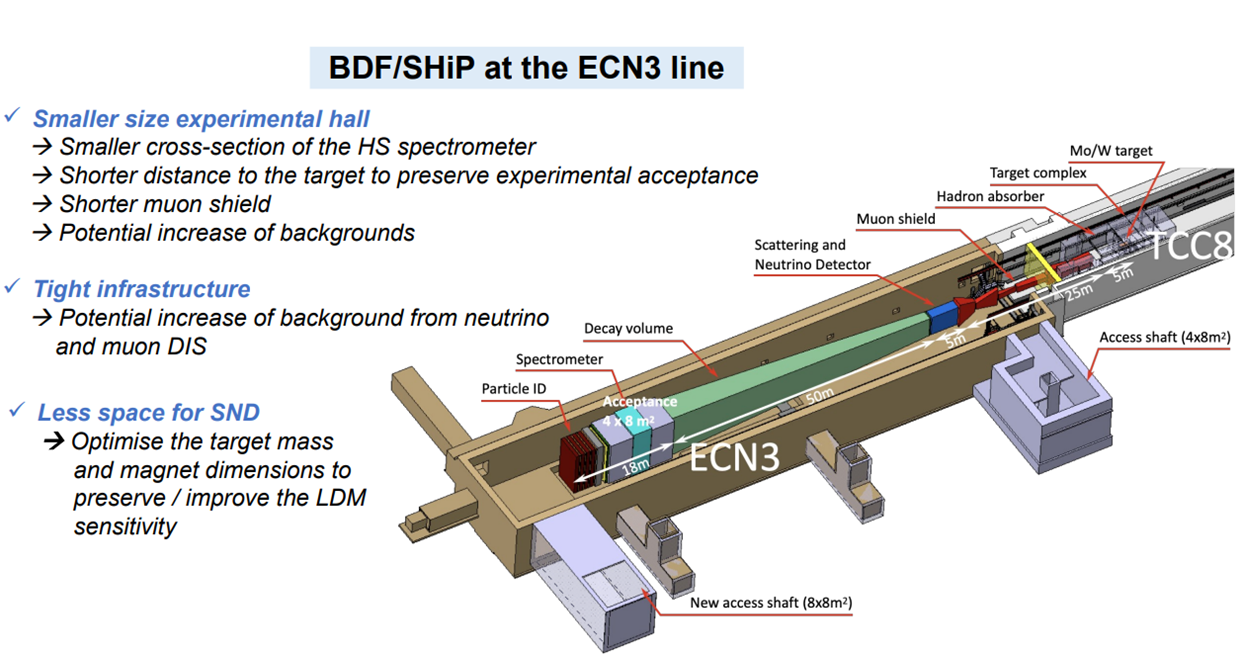 BDF/SHiP at the ECN3 line
✓ Smaller size experimental hall
→ Smaller cross-section of the HS spectrometer
→ Shorter distance to the target to preserve experimental acceptance
→ Shorter muon shield
→ Potential increase of backgrounds
✓ Tight infrastructure
→ Potential increase of background from neutrino
and muon DIS
✓ Less space for SND
→ Optimise the target mass
and magnet dimensions to
preserve / improve the LDM
sensitivity
Mo/W target
Target complex
Hadron absorber
Muon shield
Scattering and
Neutrino Detector
Decay volume
Spectrometer
Particle ID
Acceptance
4 x 8 m²
TCC8
5m
25m
5m
50m
18m
ECN3
Access shaft (4x8m²)
New access shaft (8x8m²)